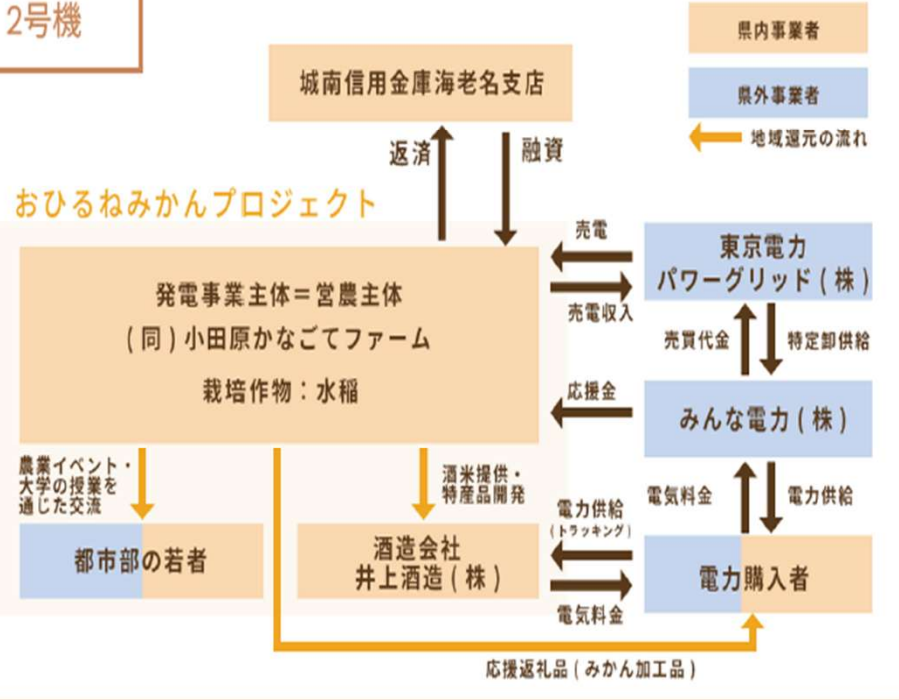 2号機
県内事業者
県外事業者
地域還元の流れ
城南信用金庫海老名支店
返済
融資
おひるねみかんプロジェクト
発電事業主体＝営農主体
(同)小田原かなごてファーム
栽培作物：水稲
売電
売電収入
東京電力
パワーグリッド(株)
売買代金
特定卸供給
応援金
みんな電力(株)
電気料金
電力供給
農業イベント・
大学の授業を
通じた交流
酒米提供・
特産品開発
都市部の若者
酒造会社
井上酒造(株)
電力供給
(トラッキング)
電気料金
電力購入者
応援返礼品(みかん加工品)